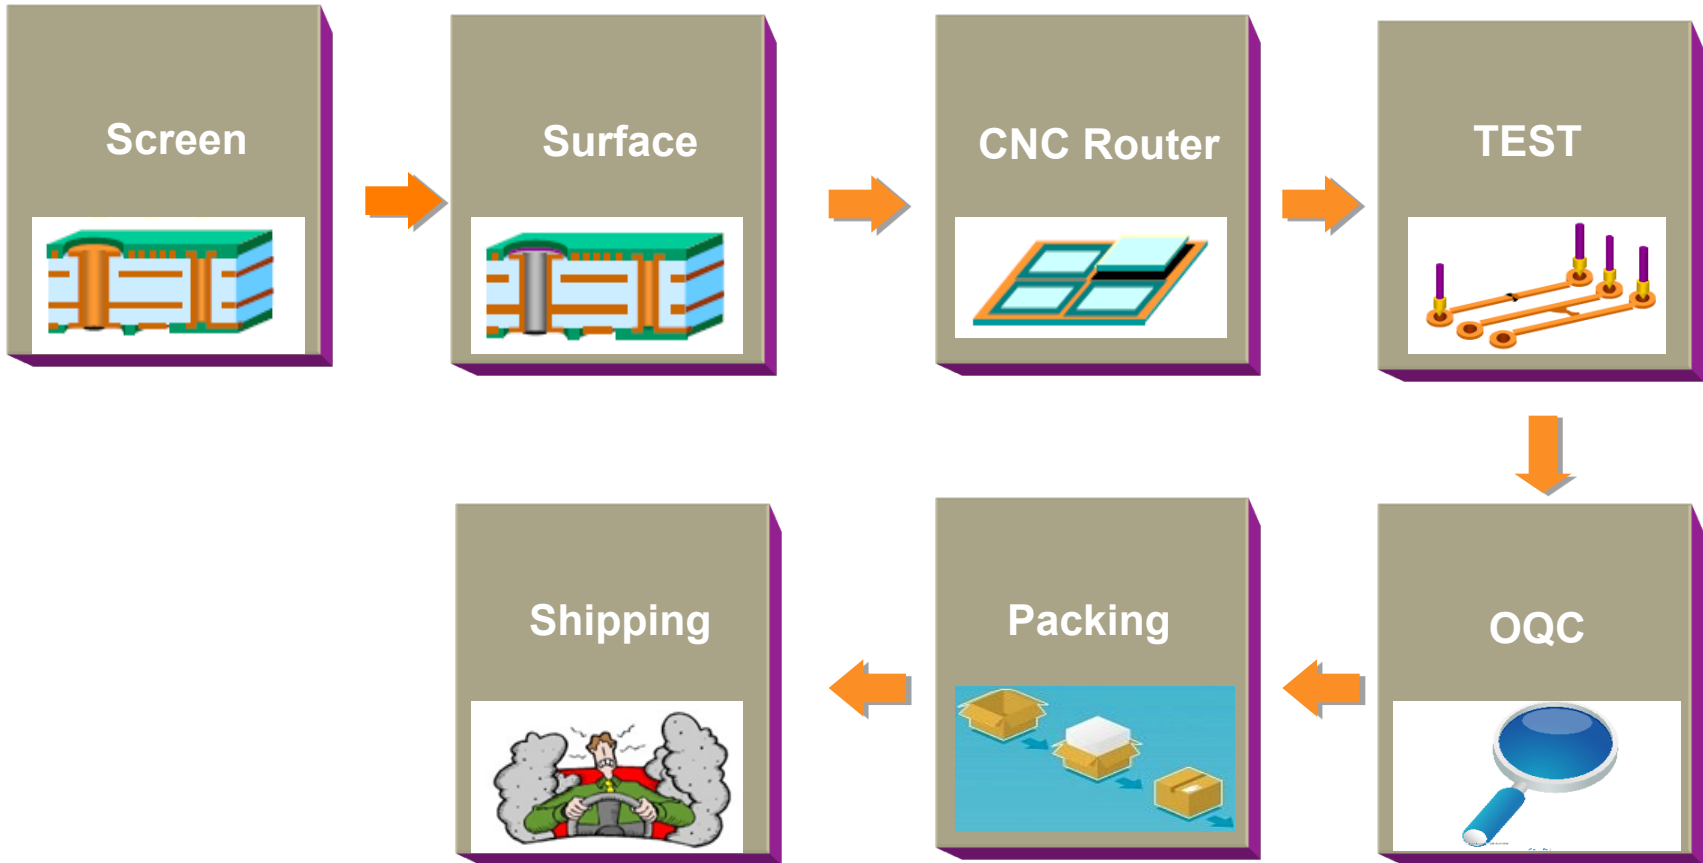 Screen
Surface
CNC Router
TEST
OQC
Packing
Shipping